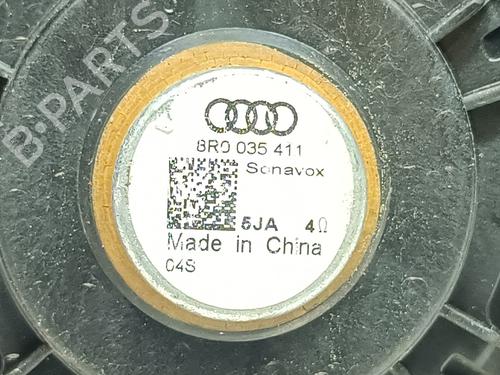 B-PARTS
8R0 035 411
Sonavox
5JA 4Ω
Made in China
04S